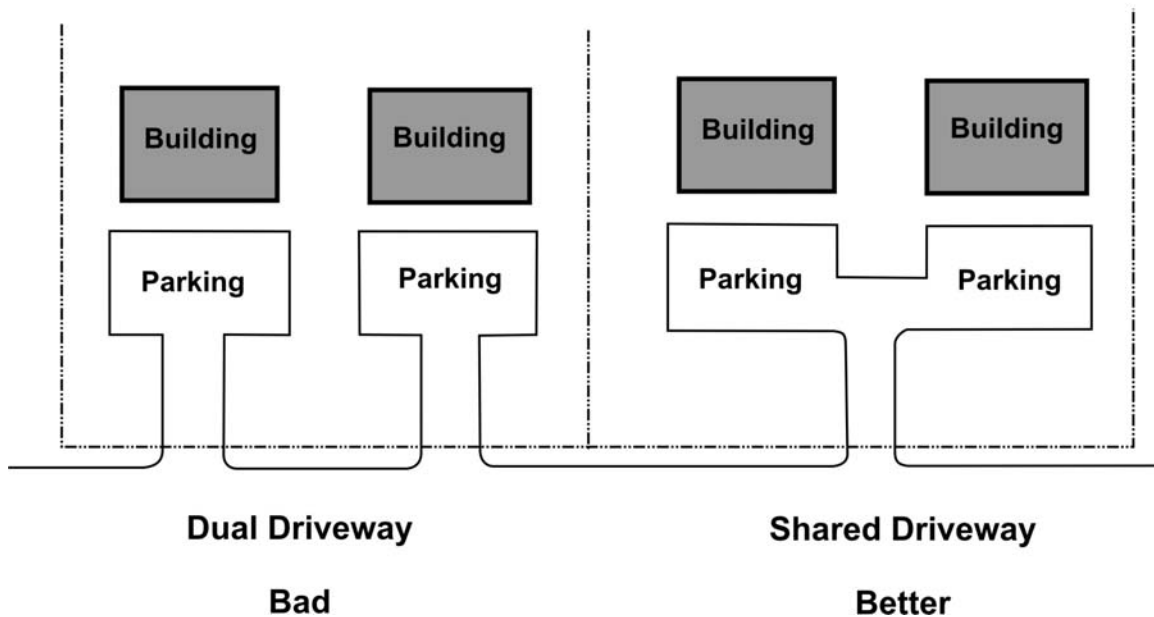 Building Building Building Building
Parking Parking Parking Parking
Dual Driveway Shared Driveway
Bad Better